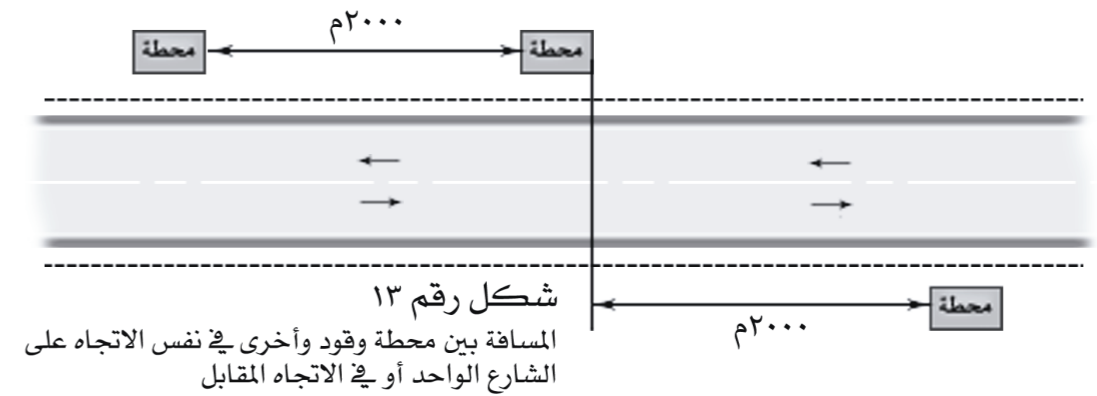 ٢٠٠٠م
محطة
محطة
محطة
٢٠٠٠م
شكل رقم ١٣
المسافة بين محطة وقود وأخرى في نفس الاتجاه على
الشارع الواحد أو في الاتجاه المقابل